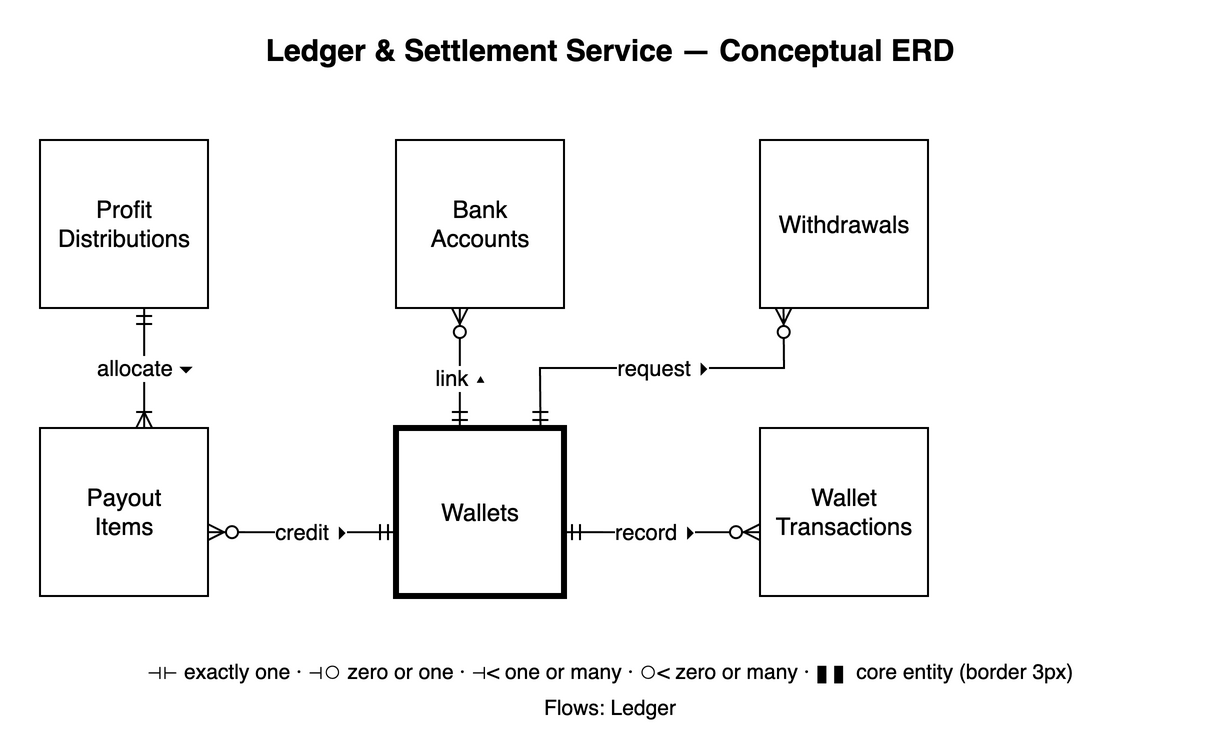 Ledger & Settlement Service — Conceptual ERD
Profit
Distributions
Bank
Accounts
Withdrawals
allocate
link
request
Payout
Items
credit
Wallets
record
Wallet
Transactions
⊣⊢ exactly one · ⊣○ zero or one · ⊣< one or many · ○< zero or many · ▮▮ core entity (border 3px)
Flows: Ledger